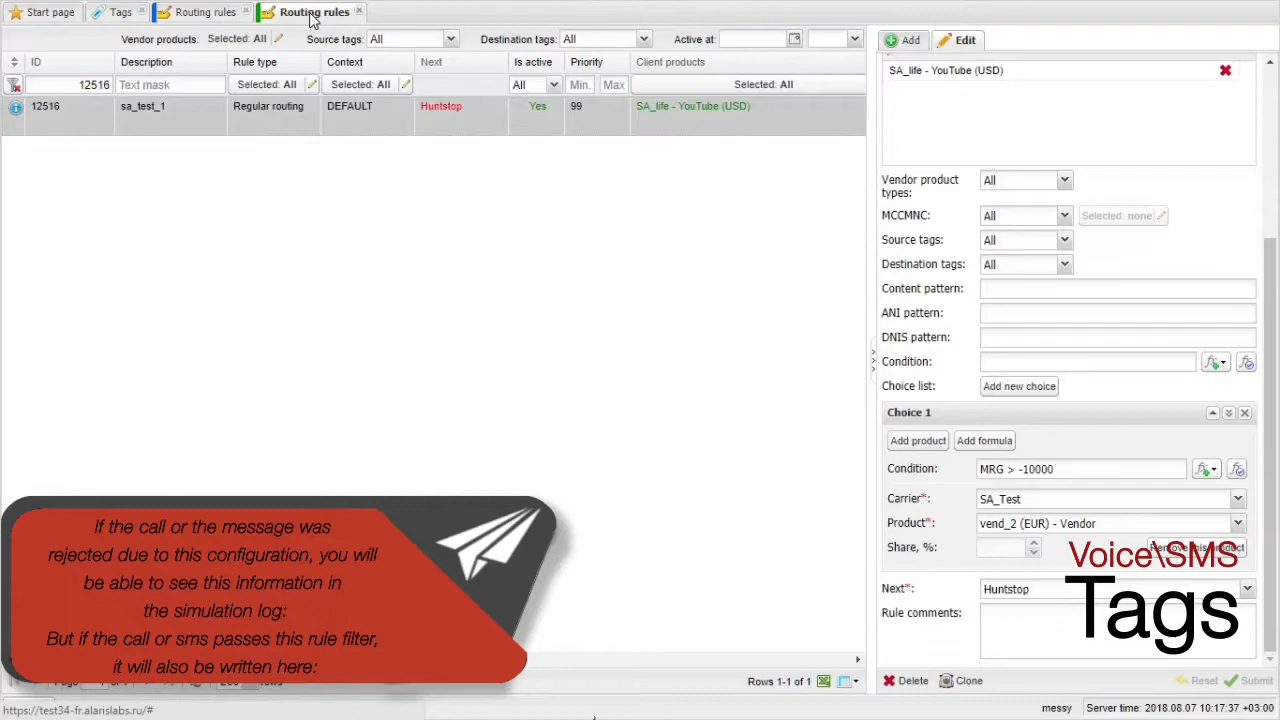 Start page Tags Routing rules Routing rules
Vendor products: Selected: All Source tags: All Destination tags: All Active at:
ID Description Rule type Context Next Is active Priority Client products
12516 Text mask Selected: All Selected: All All Min. Max Selected: All
12516 sa_test_1 Regular routing DEFAULT Huntstop Yes 99 SA_life - YouTube (USD)
Add Edit
SA_life - YouTube (USD)
Vendor product types: All
MCCMNC: All Selected: none
Source tags: All
Destination tags: All
Content pattern:
ANI pattern:
DNIS pattern:
Condition:
Choice list: Add new choice
Choice 1
Add product Add formula
Condition: MRG > -10000
Carrier*: SA_Test
Product*: vend_2 (EUR) - Vendor
Share, %: Remove this product
Next*: Huntstop
Rule comments:
Delete Clone Reset Submit
Voice\SMS
Tags
If the call or the message was
rejected due to this configuration, you will
be able to see this information in
the simulation log:
But if the call or sms passes this rule filter,
it will also be written here:
Rows 1-1 of 1
https://test34-fr.alarislabs.ru/#
messy Server time: 2018.08.07 10:17:37 +03:00